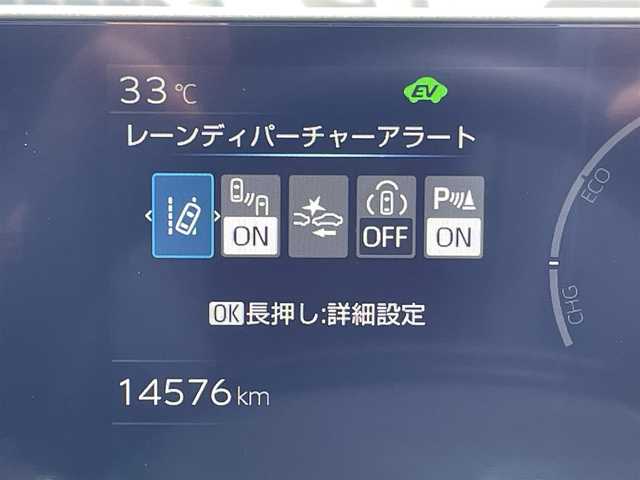 33℃
EV
レーンディパーチャーアラート
ON
OFF
P
ON
OK長押し:詳細設定
14576km
ECO
CHG